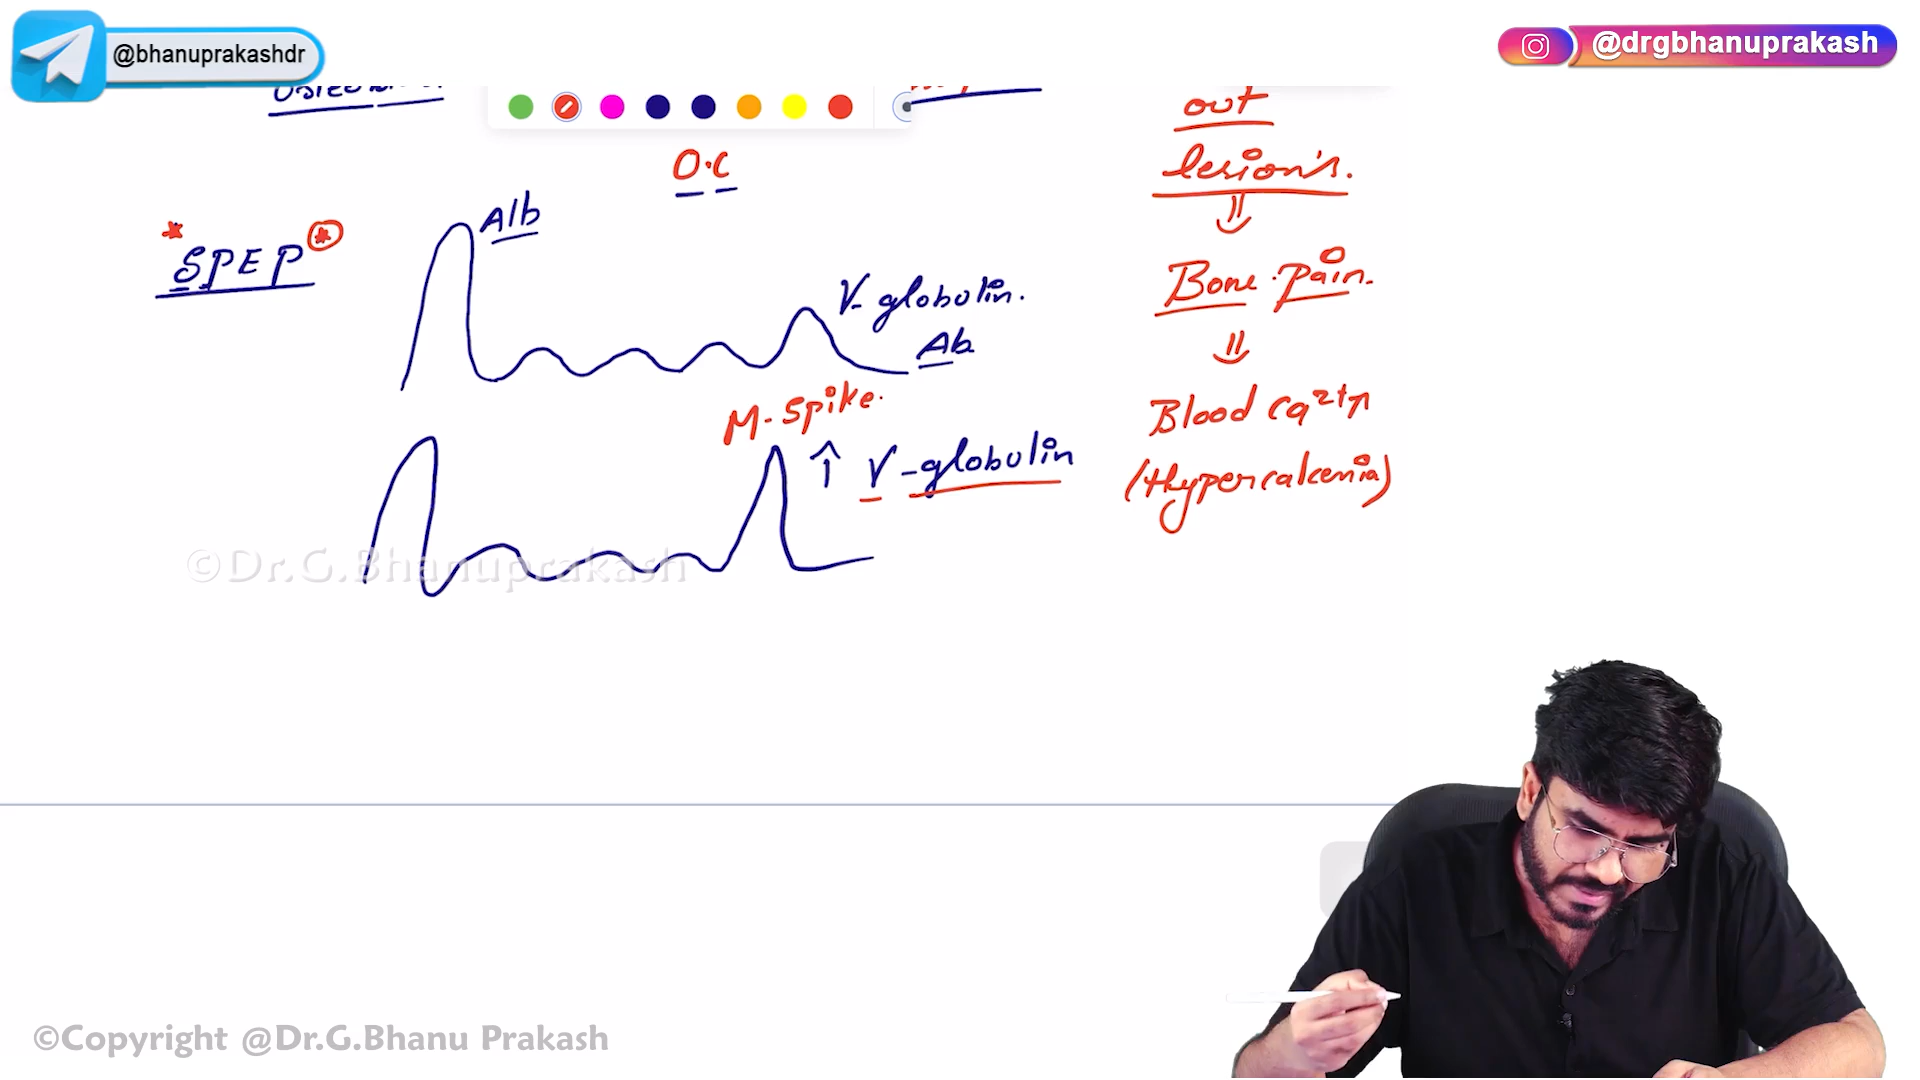 @bhanuprakashdr
@drgbhanuprakash
out
lesion's.
O.C
Alb
*SPEP*
γ-globulin.
Bone pain.
Ab
M-Spike.
Blood Ca2+↑
↑ γ-globulin
(Hypercalcemia)
©Dr.G.Bhanuprakash
©Copyright @Dr.G.Bhanu Prakash